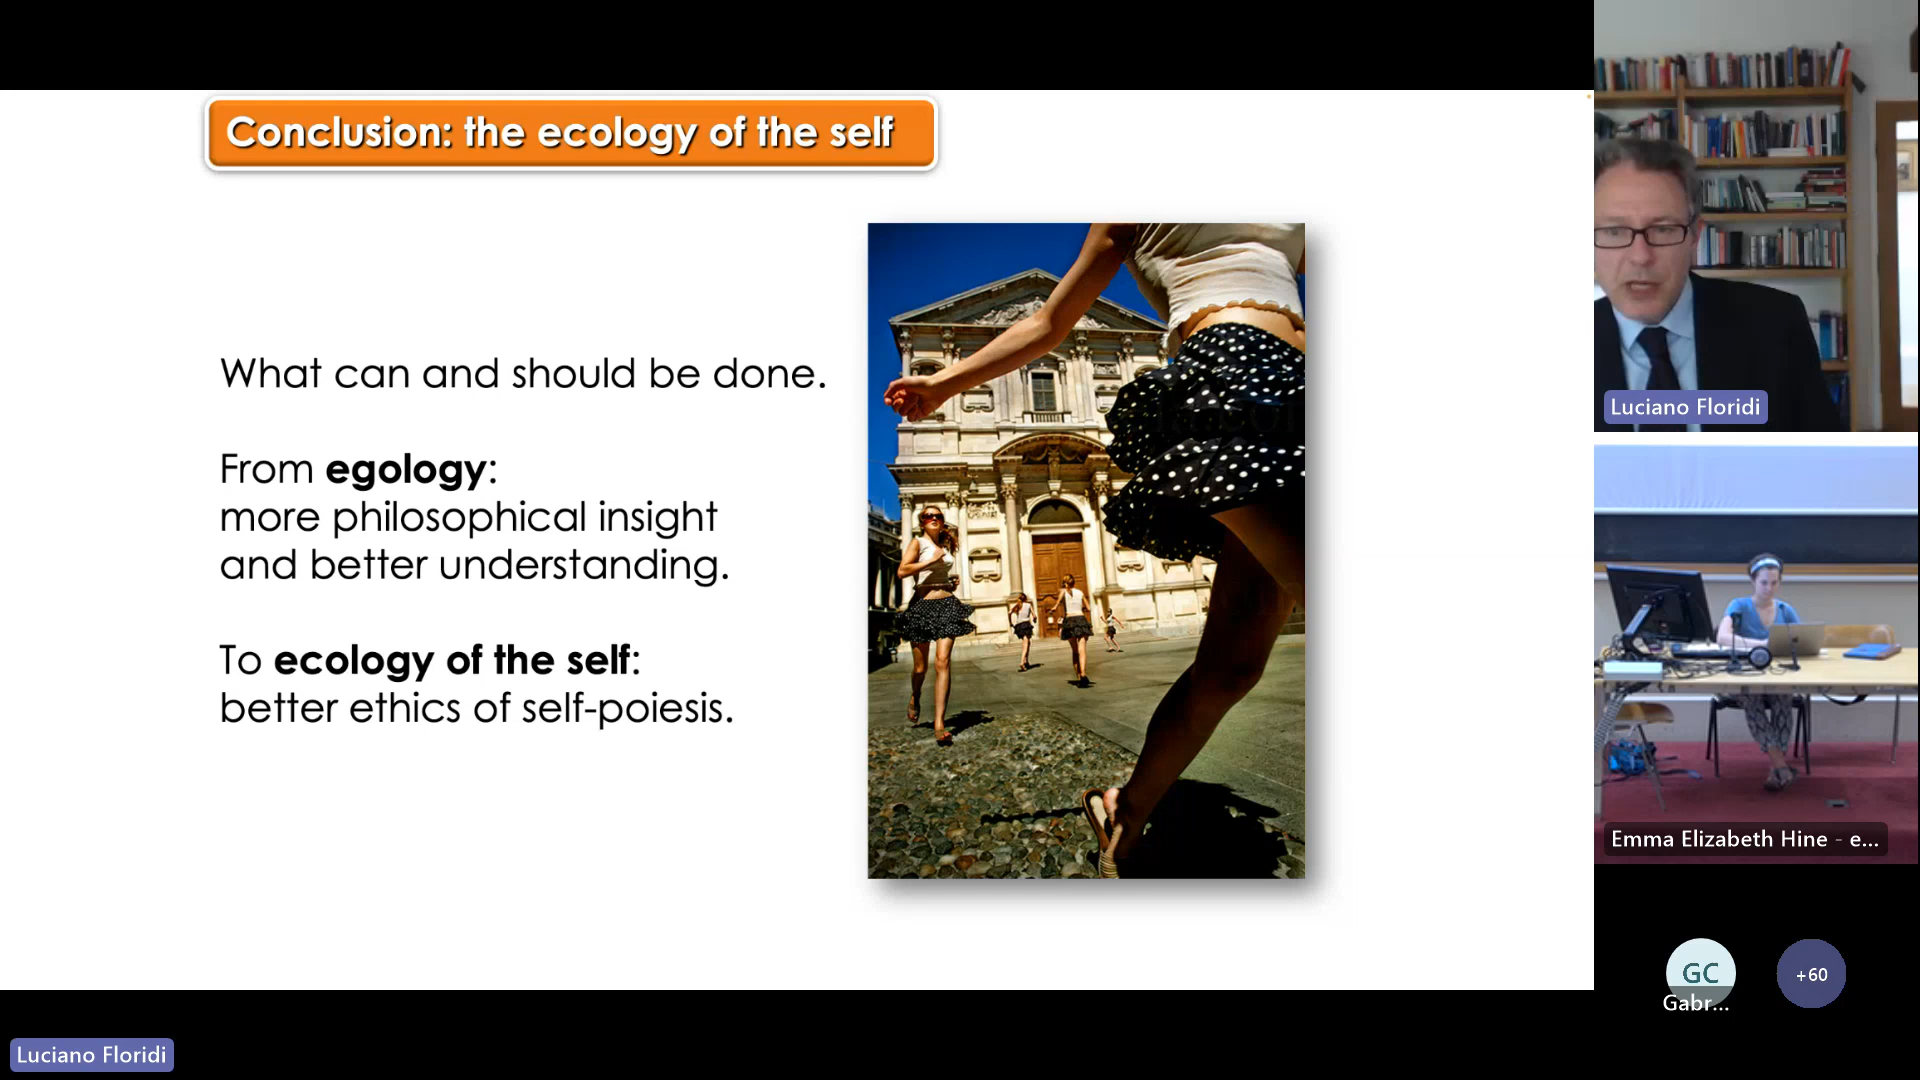 Conclusion: the ecology of the self
What can and should be done.
From egology:
more philosophical insight
and better understanding.
To ecology of the self:
better ethics of self-poiesis.
Luciano Floridi
Emma Elizabeth Hine - e...
GC
Gabr...
+60
Luciano Floridi